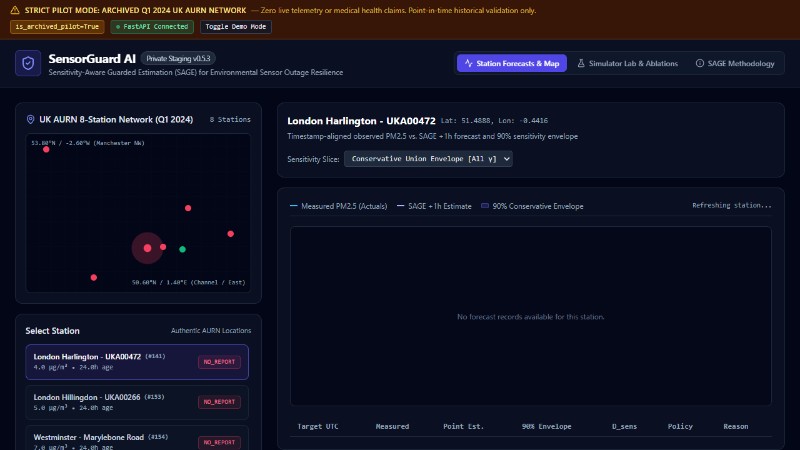 STRICT PILOT MODE: ARCHIVED Q1 2024 UK AURN NETWORK — Zero live telemetry or medical health claims. Point-in-time historical validation only.
is_archived_pilot=True FastAPI Connected Toggle Demo Mode
SensorGuard AI Private Staging v0.5.3
Sensitivity-Aware Guarded Estimation (SAGE) for Environmental Sensor Outage Resilience
Station Forecasts & Map Simulator Lab & Ablations SAGE Methodology
UK AURN 8-Station Network (Q1 2024) 8 Stations
53.80°N / -2.60°W (Manchester NW)
50.60°N / 1.40°E (Channel / East)
Select Station Authentic AURN Locations
London Harlington - UKA00472 (#141)
4.0 µg/m³ • 24.0h age
NO_REPORT
London Hillingdon - UKA00266 (#153)
5.0 µg/m³ • 24.0h age
NO_REPORT
Westminster - Marylebone Road (#154)
7.0 µg/m³ • 24.0h age
NO_REPORT
London Harlington - UKA00472 Lat: 51.4888, Lon: -0.4416
Timestamp-aligned observed PM2.5 vs. SAGE +1h forecast and 90% sensitivity envelope
Sensitivity Slice: Conservative Union Envelope [All γ]
Measured PM2.5 (Actuals) SAGE +1h Estimate 90% Conservative Envelope Refreshing station...
No forecast records available for this station.
Target UTC Measured Point Est. 90% Envelope D_sens Policy Reason